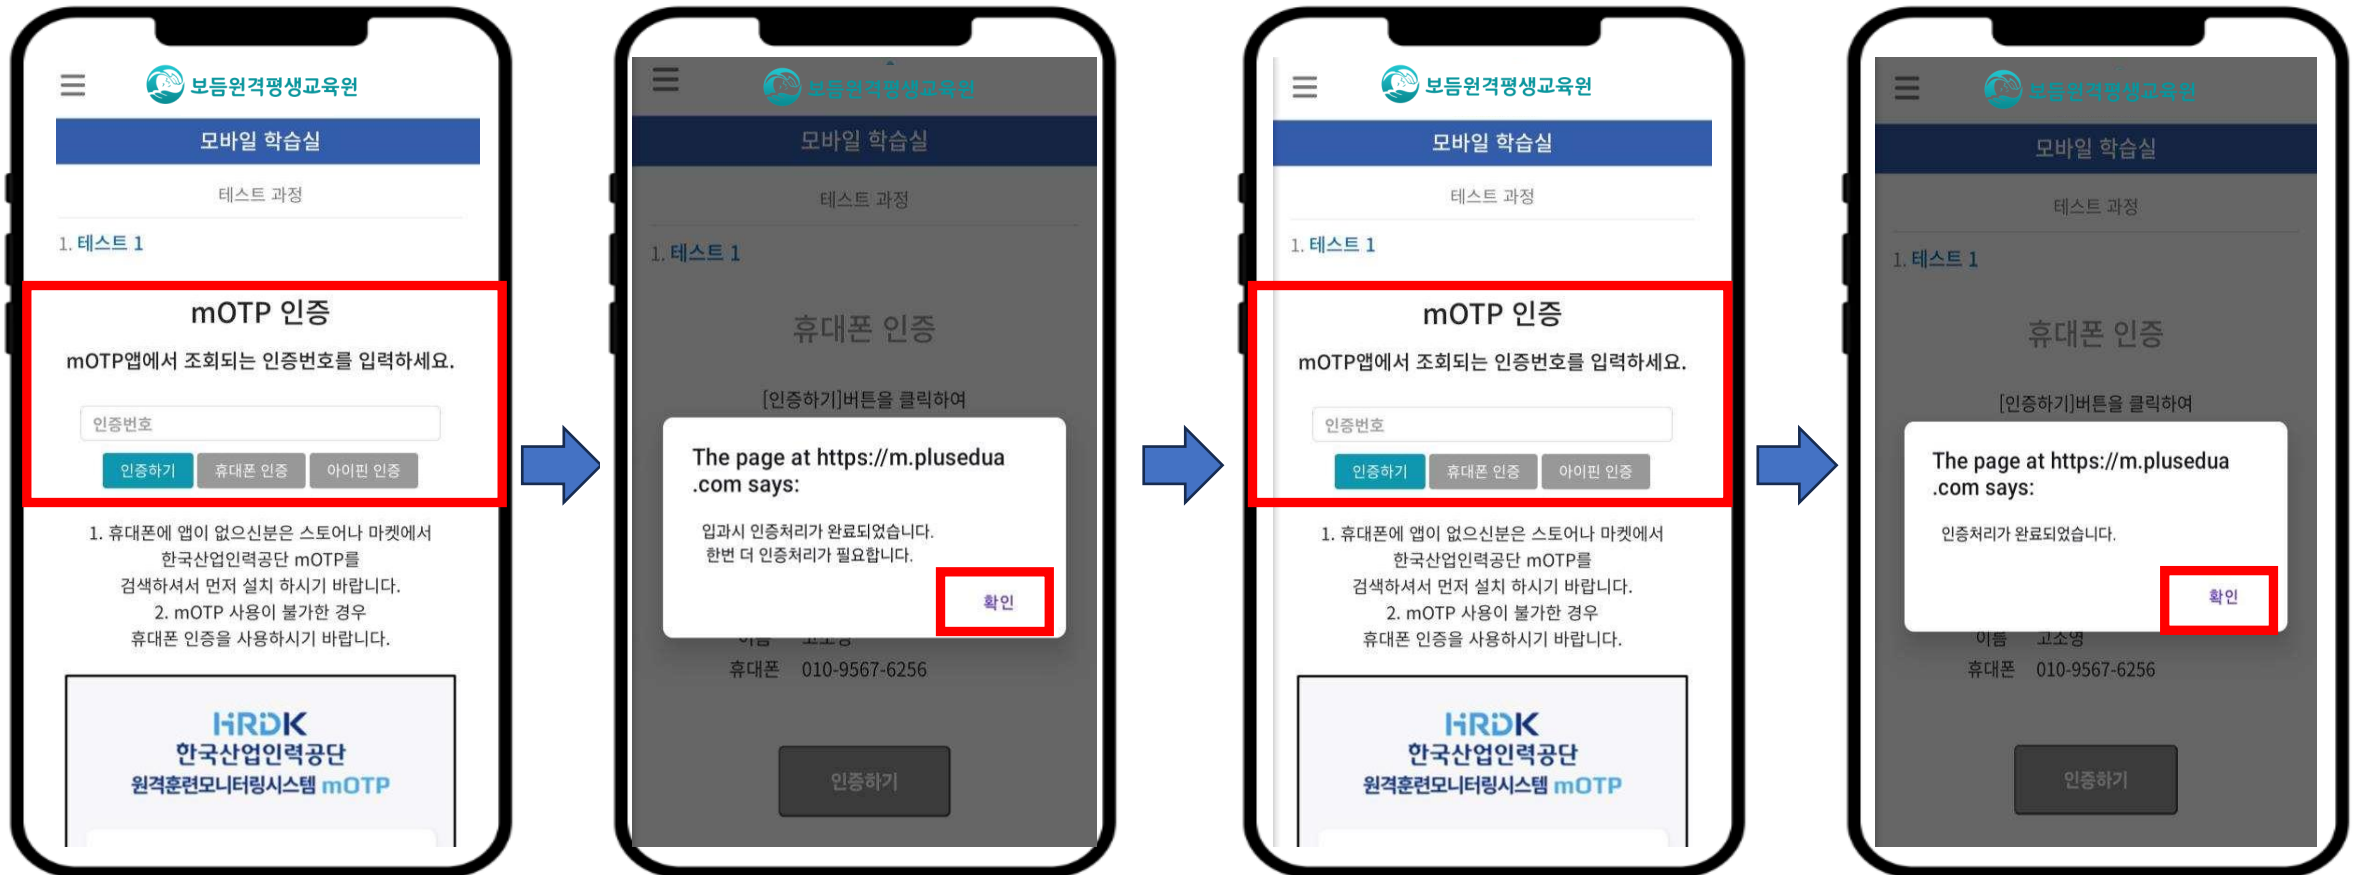 보듬원격평생교육원
모바일 학습실
테스트 과정
1. 테스트 1
mOTP 인증
mOTP앱에서 조회되는 인증번호를 입력하세요.
인증번호
인증하기 휴대폰 인증 아이핀 인증
1. 휴대폰에 앱이 없으신분은 스토어나 마켓에서
한국산업인력공단 mOTP를
검색하셔서 먼저 설치 하시기 바랍니다.
2. mOTP 사용이 불가한 경우
휴대폰 인증을 사용하시기 바랍니다.
HRDK
한국산업인력공단
원격훈련모니터링시스템 mOTP
보듬원격평생교육원
모바일 학습실
테스트 과정
1. 테스트 1
휴대폰 인증
[인증하기]버튼을 클릭하여
The page at https://m.plusedua
.com says:
입과시 인증처리가 완료되었습니다.
한번 더 인증처리가 필요합니다.
확인
이름 고소영
휴대폰 010-9567-6256
인증하기
보듬원격평생교육원
모바일 학습실
테스트 과정
1. 테스트 1
mOTP 인증
mOTP앱에서 조회되는 인증번호를 입력하세요.
인증번호
인증하기 휴대폰 인증 아이핀 인증
1. 휴대폰에 앱이 없으신분은 스토어나 마켓에서
한국산업인력공단 mOTP를
검색하셔서 먼저 설치 하시기 바랍니다.
2. mOTP 사용이 불가한 경우
휴대폰 인증을 사용하시기 바랍니다.
HRDK
한국산업인력공단
원격훈련모니터링시스템 mOTP
보듬원격평생교육원
모바일 학습실
테스트 과정
1. 테스트 1
휴대폰 인증
[인증하기]버튼을 클릭하여
The page at https://m.plusedua
.com says:
인증처리가 완료되었습니다.
확인
이름 고소영
휴대폰 010-9567-6256
인증하기